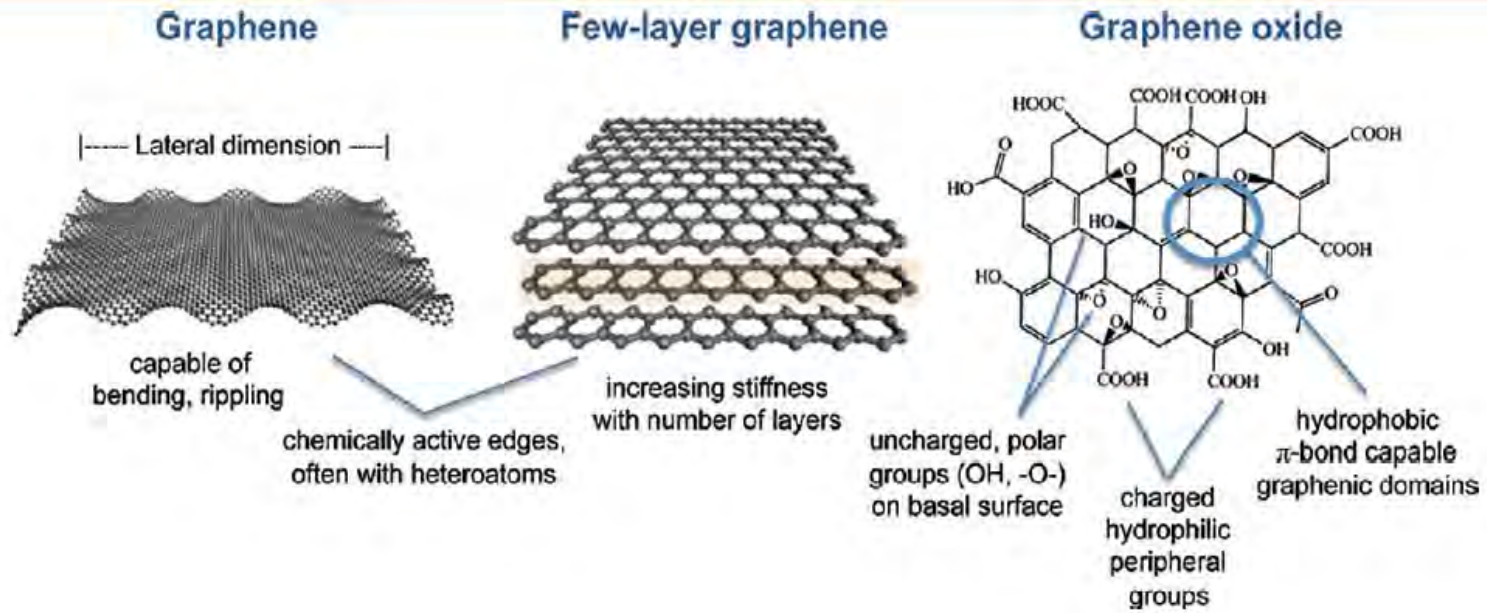 Graphene
Few-layer graphene
Graphene oxide
|---- Lateral dimension ----|
capable of
bending, rippling
chemically active edges,
often with heteroatoms
increasing stiffness
with number of layers
HOOC
COOH
COOH
OH
COOH
O
HO
O
O
O
O
HO
COOH
HO
O
O
O
O
O
OH
COOH
COOH
uncharged, polar
groups (OH, -O-)
on basal surface
charged
hydrophilic
peripheral
groups
hydrophobic
π-bond capable
graphenic domains